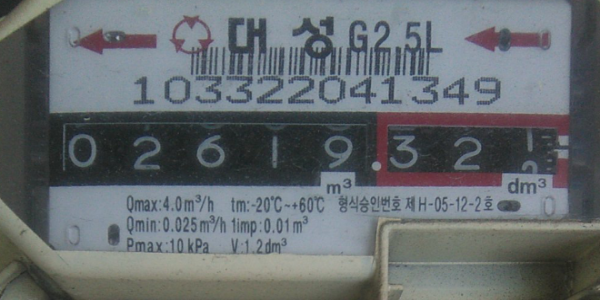 대성 G2.5L
103322041349
02619.32
m³ dm³
Qmax:4.0m³/h tm:-20℃~+60℃ 형식승인번호 제 H-05-12-2호
Qmin:0.025m³/h 1imp:0.01m³
Pmax:10kPa V:1.2dm³